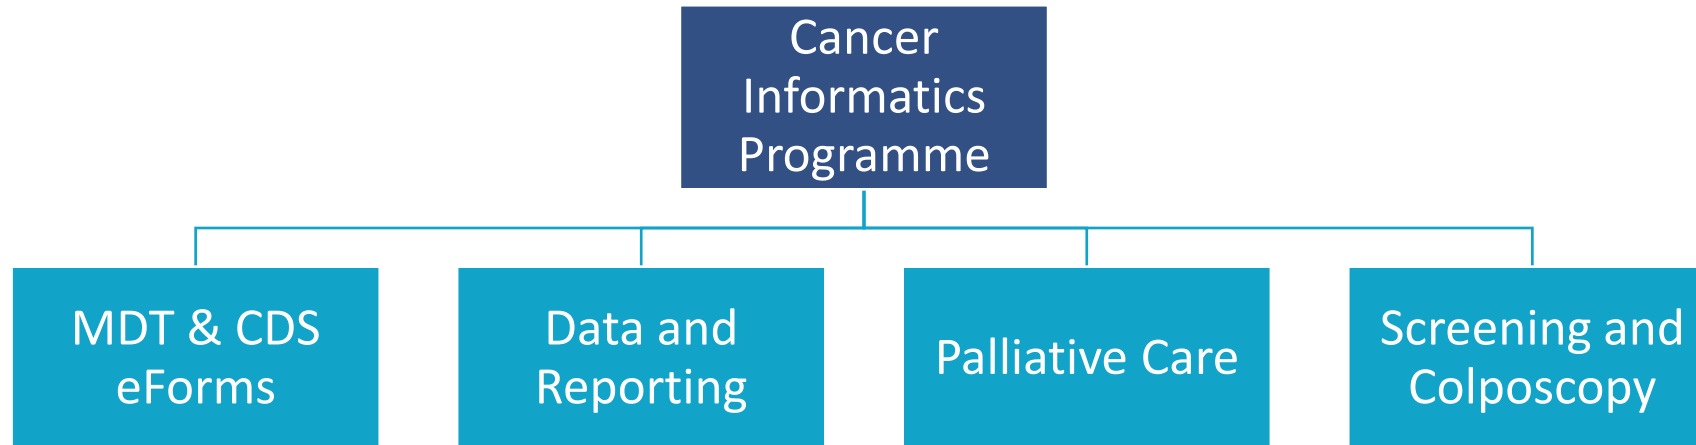 Cancer
Informatics
Programme
MDT & CDS
eForms
Data and
Reporting
Palliative Care
Screening and
Colposcopy